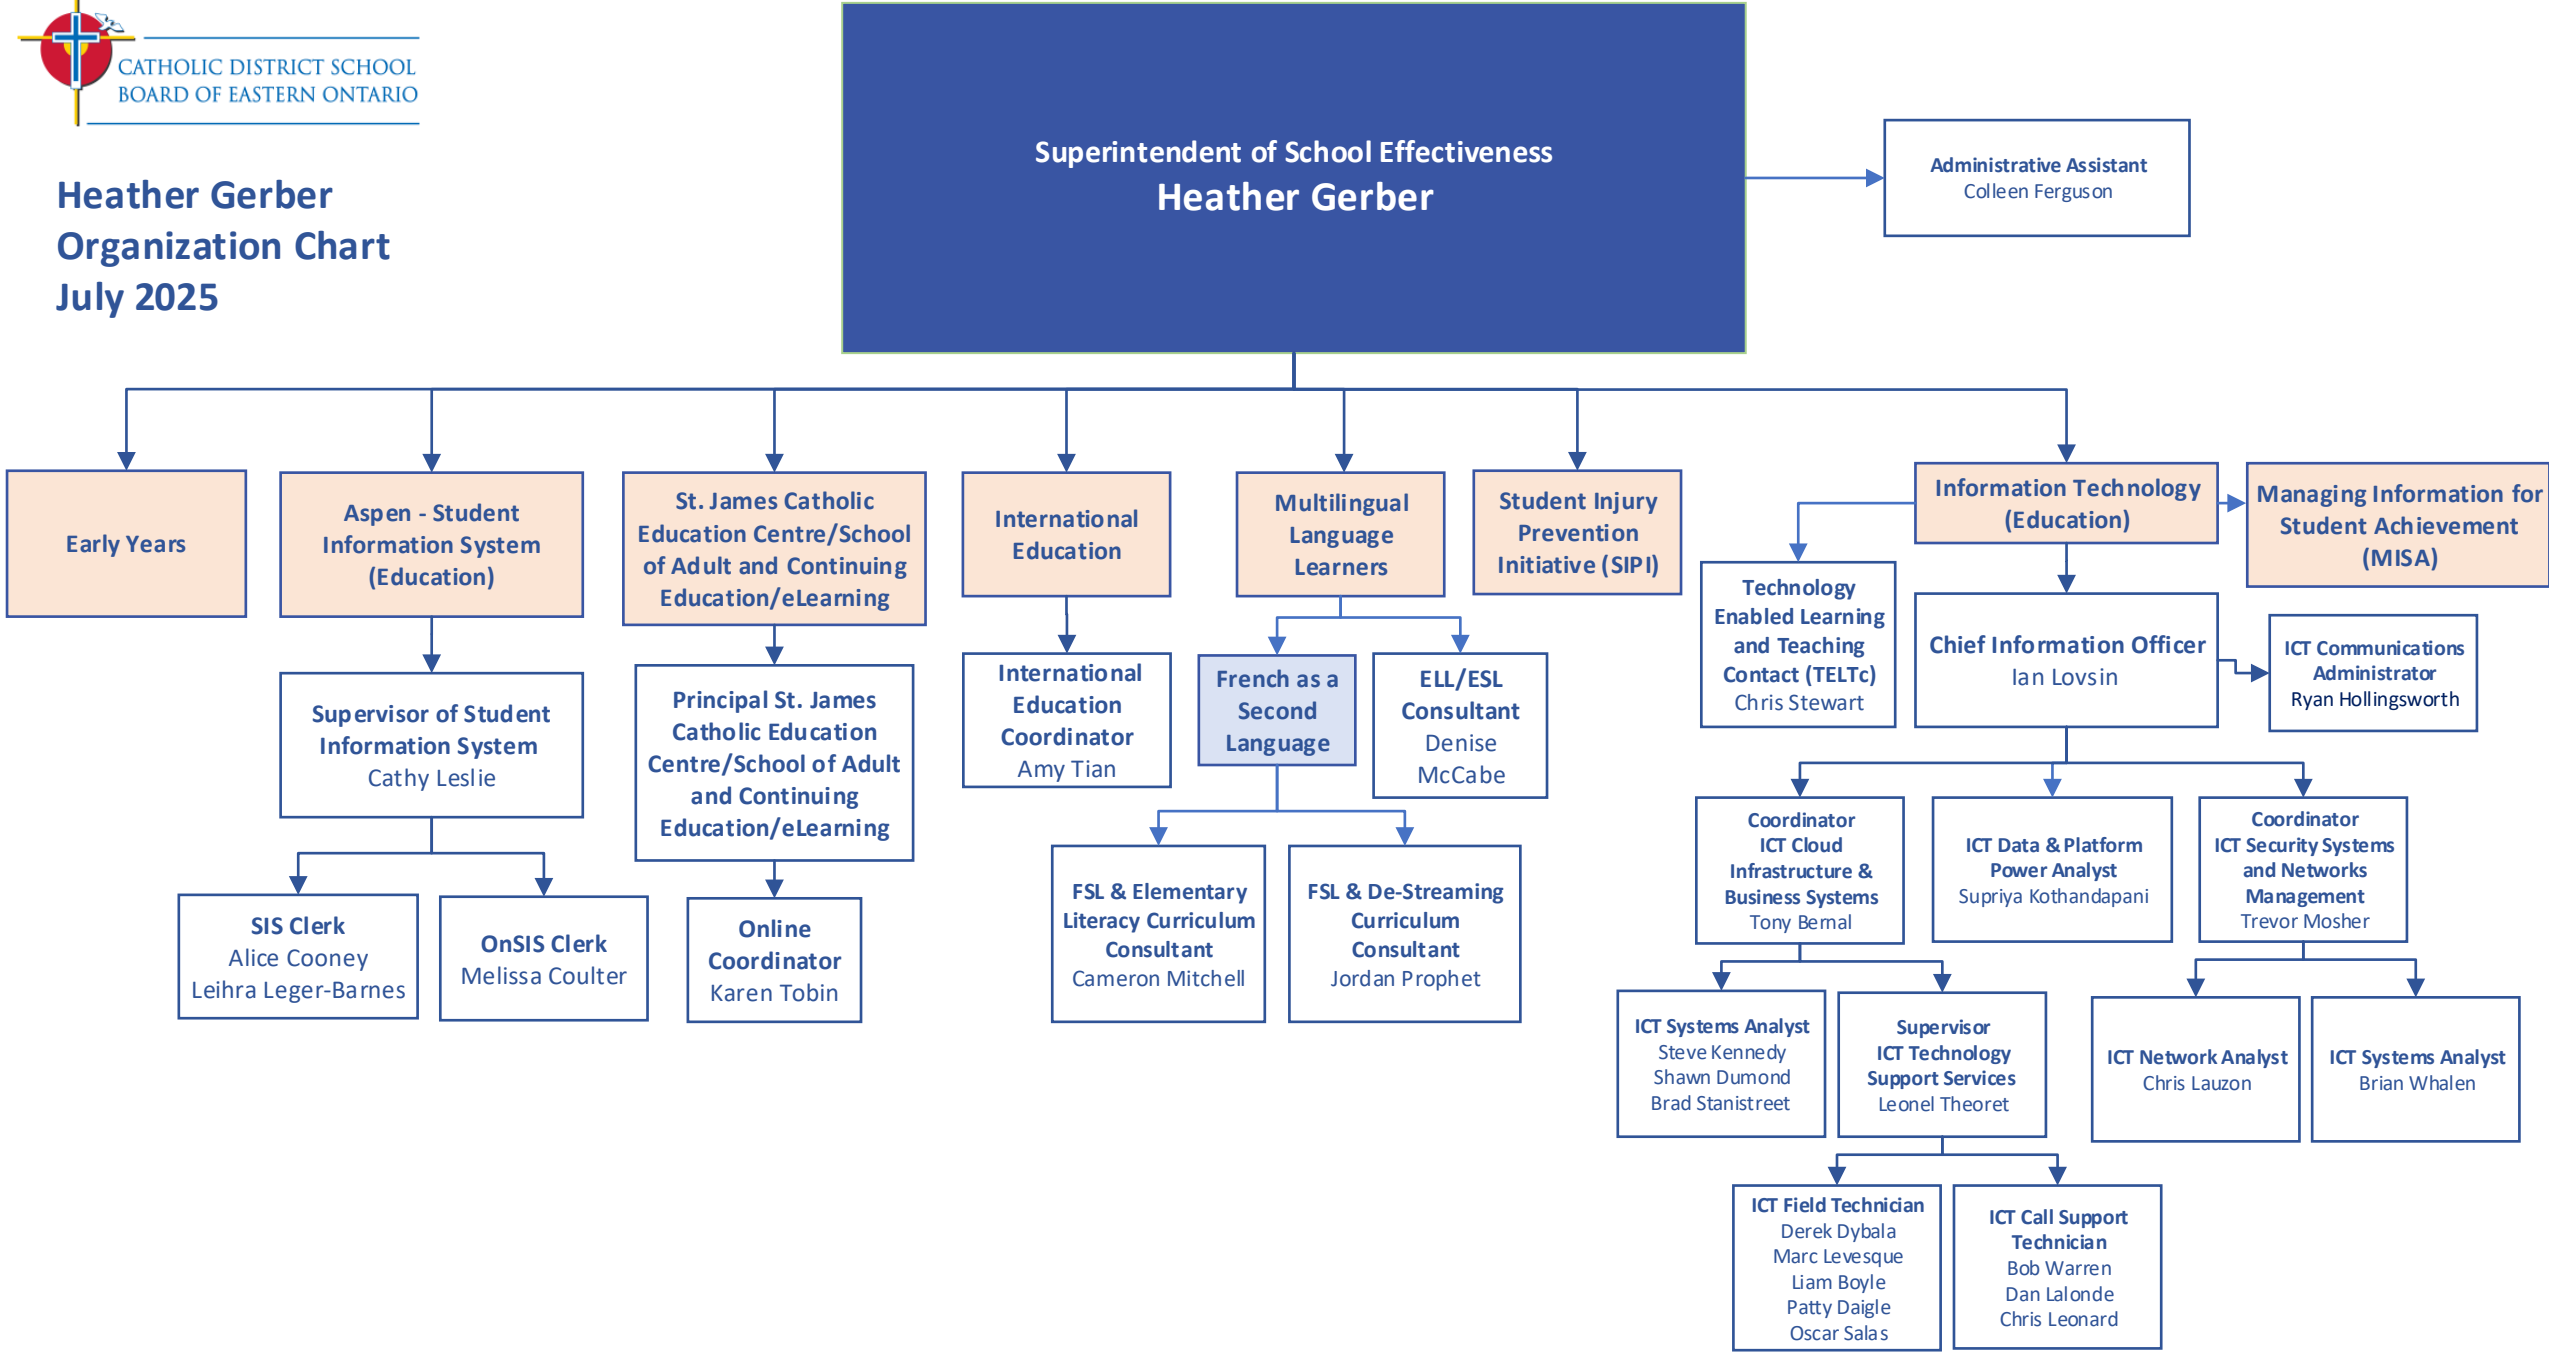 CATHOLIC DISTRICT SCHOOL
BOARD OF EASTERN ONTARIO
Heather Gerber
Organization Chart
July 2025
Superintendent of School Effectiveness
Heather Gerber
Administrative Assistant
Colleen Ferguson
Early Years
Aspen - Student
Information System
(Education)
St. James Catholic
Education Centre/School
of Adult and Continuing
Education/eLearning
International
Education
Multilingual
Language
Learners
Student Injury
Prevention
Initiative (SIPI)
Information Technology
(Education)
Managing Information for
Student Achievement
(MISA)
Supervisor of Student
Information System
Cathy Leslie
Principal St. James
Catholic Education
Centre/School of Adult
and Continuing
Education/eLearning
International
Education
Coordinator
Amy Tian
French as a
Second
Language
ELL/ESL
Consultant
Denise
McCabe
Technology
Enabled Learning
and Teaching
Contact (TELTc)
Chris Stewart
Chief Information Officer
Ian Lovsin
ICT Communications
Administrator
Ryan Hollingsworth
SIS Clerk
Alice Cooney
Leihra Leger-Barnes
OnSIS Clerk
Melissa Coulter
Online
Coordinator
Karen Tobin
FSL & Elementary
Literacy Curriculum
Consultant
Cameron Mitchell
FSL & De-Streaming
Curriculum
Consultant
Jordan Prophet
Coordinator
ICT Cloud
Infrastructure &
Business Systems
Tony Bernal
ICT Data & Platform
Power Analyst
Supriya Kothandapani
Coordinator
ICT Security Systems
and Networks
Management
Trevor Mosher
ICT Systems Analyst
Steve Kennedy
Shawn Dumond
Brad Stanistreet
Supervisor
ICT Technology
Support Services
Leonel Theoret
ICT Network Analyst
Chris Lauzon
ICT Systems Analyst
Brian Whalen
ICT Field Technician
Derek Dybala
Marc Levesque
Liam Boyle
Patty Daigle
Oscar Salas
ICT Call Support
Technician
Bob Warren
Dan Lalonde
Chris Leonard